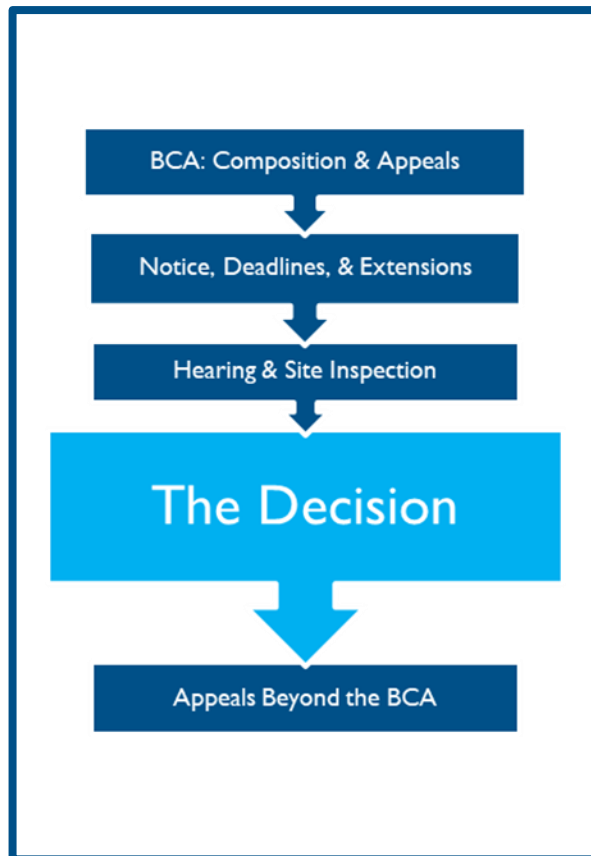 BCA: Composition & Appeals
Notice, Deadlines, & Extensions
Hearing & Site Inspection
The Decision
Appeals Beyond the BCA